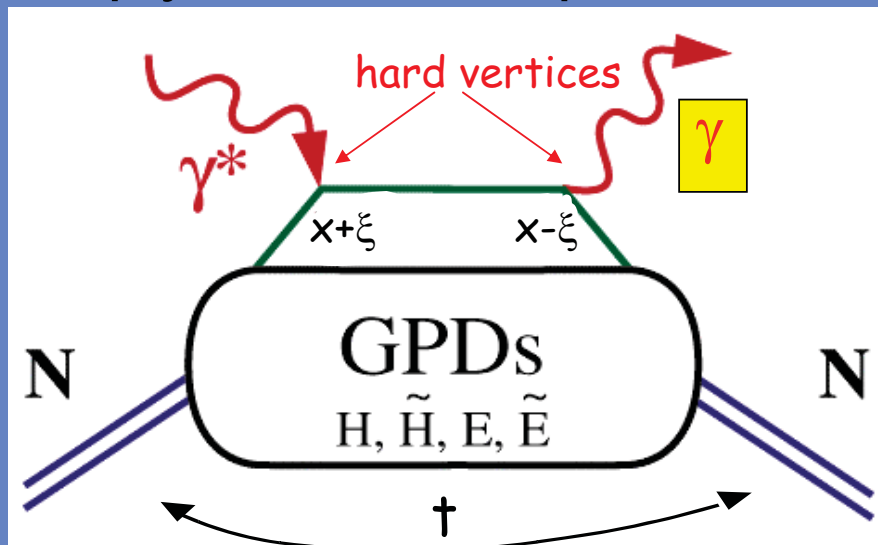 hard vertices
γ*
γ
x+ξ x-ξ
N GPDs N
H, H̃, E, Ẽ
t